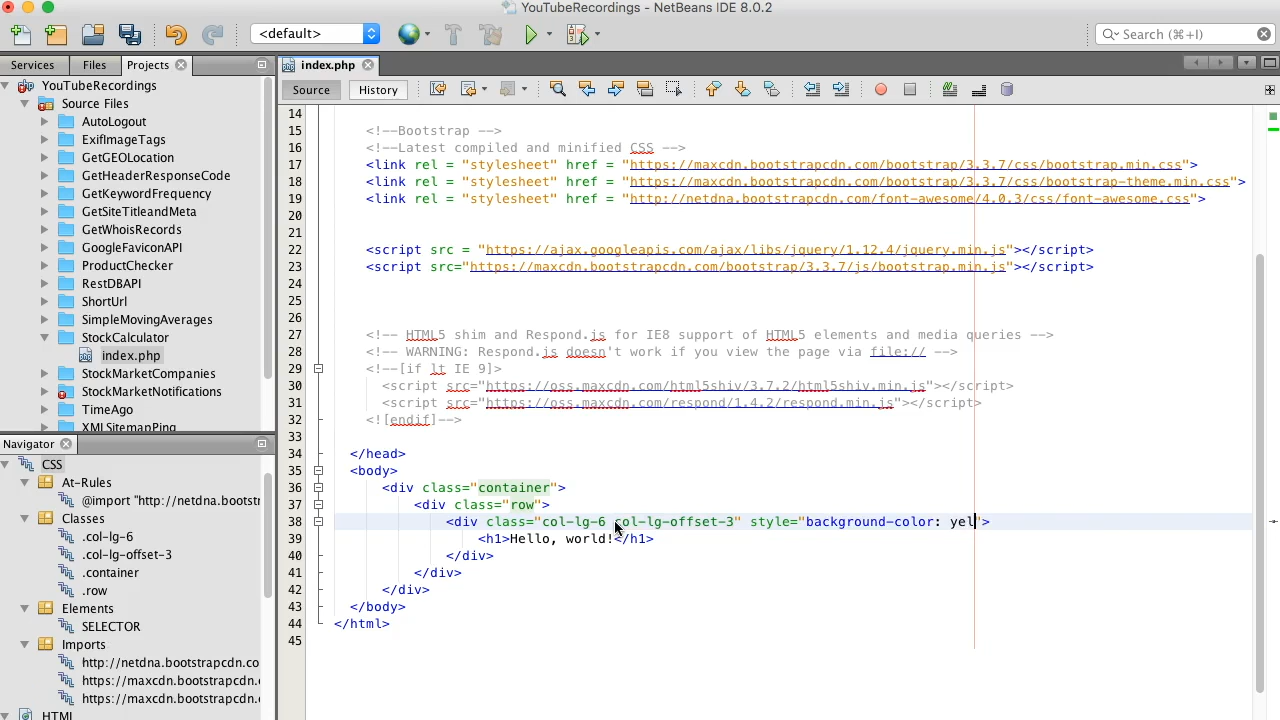 YouTubeRecordings - NetBeans IDE 8.0.2
<default>
Search (⌘+I)
Services Files Projects
YouTubeRecordings
Source Files
AutoLogout
ExifImageTags
GetGEOLocation
GetHeaderResponseCode
GetKeywordFrequency
GetSiteTitleandMeta
GetWhoisRecords
GoogleFaviconAPI
ProductChecker
RestDBAPI
ShortUrl
SimpleMovingAverages
StockCalculator
index.php
StockMarketCompanies
StockMarketNotifications
TimeAgo
XMLSitemapPing
Navigator
CSS
At-Rules
@import "http://netdna.bootstr
Classes
.col-lg-6
.col-lg-offset-3
.container
.row
Elements
SELECTOR
Imports
http://netdna.bootstrapcdn.co
https://maxcdn.bootstrapcdn.
https://maxcdn.bootstrapcdn.
HTML
index.php
Source History
14
15 <!--Bootstrap -->
16 <!--Latest compiled and minified CSS -->
17 <link rel = "stylesheet" href = "https://maxcdn.bootstrapcdn.com/bootstrap/3.3.7/css/bootstrap.min.css">
18 <link rel = "stylesheet" href = "https://maxcdn.bootstrapcdn.com/bootstrap/3.3.7/css/bootstrap-theme.min.css">
19 <link rel = "stylesheet" href = "http://netdna.bootstrapcdn.com/font-awesome/4.0.3/css/font-awesome.css">
20
21
22 <script src = "https://ajax.googleapis.com/ajax/libs/jquery/1.12.4/jquery.min.js"></script>
23 <script src="https://maxcdn.bootstrapcdn.com/bootstrap/3.3.7/js/bootstrap.min.js"></script>
24
25
26
27 <!-- HTML5 shim and Respond.js for IE8 support of HTML5 elements and media queries -->
28 <!-- WARNING: Respond.js doesn't work if you view the page via file:// -->
29 <!--[if lt IE 9]>
30 <script src="https://oss.maxcdn.com/html5shiv/3.7.2/html5shiv.min.js"></script>
31 <script src="https://oss.maxcdn.com/respond/1.4.2/respond.min.js"></script>
32 <![endif]-->
33
34 </head>
35 <body>
36 <div class="container">
37 <div class="row">
38 <div class="col-lg-6 col-lg-offset-3" style="background-color: yel">
39 <h1>Hello, world!</h1>
40 </div>
41 </div>
42 </div>
43 </body>
44 </html>
45